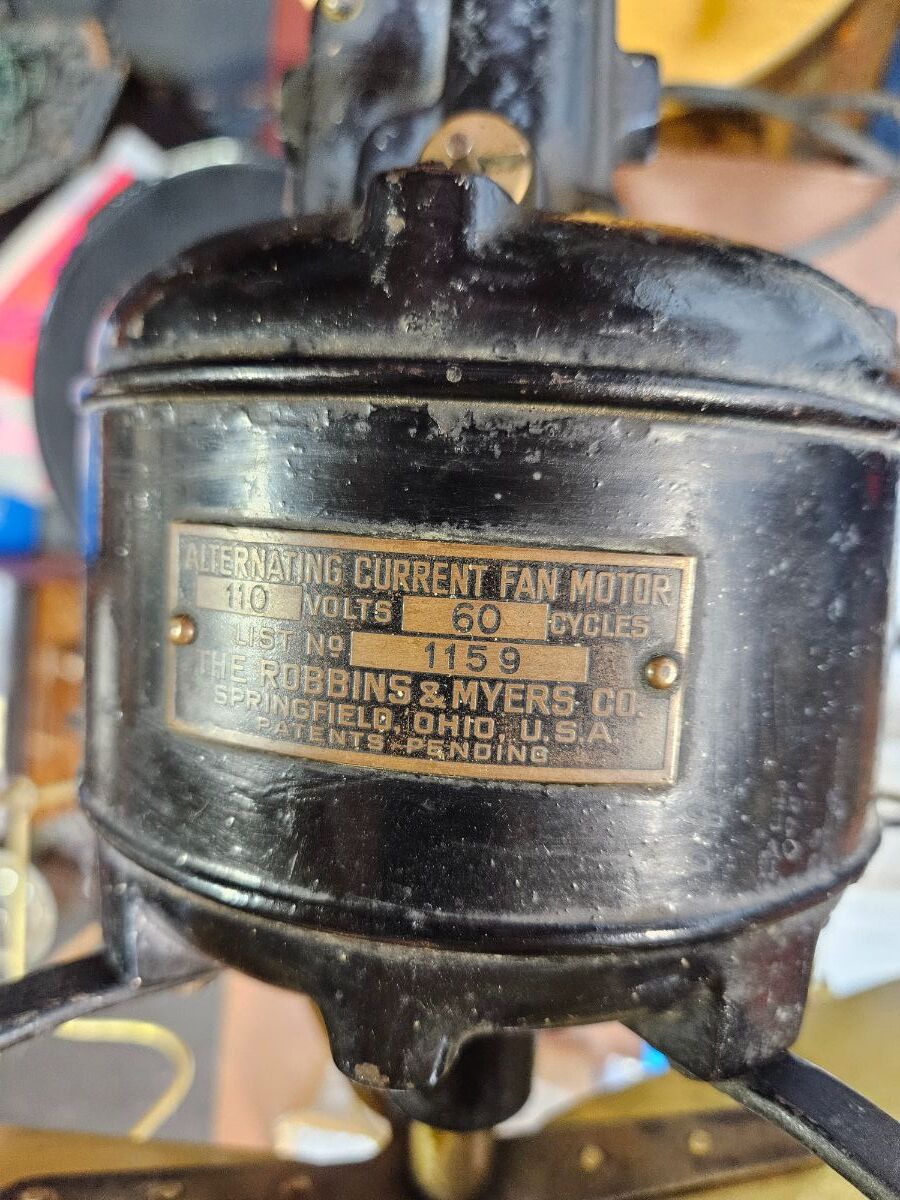 ALTERNATING CURRENT FAN MOTOR
110 VOLTS 60 CYCLES
LIST No 1159
THE ROBBINS & MYERS CO.
SPRINGFIELD, OHIO, U.S.A.
PATENTS-PENDING